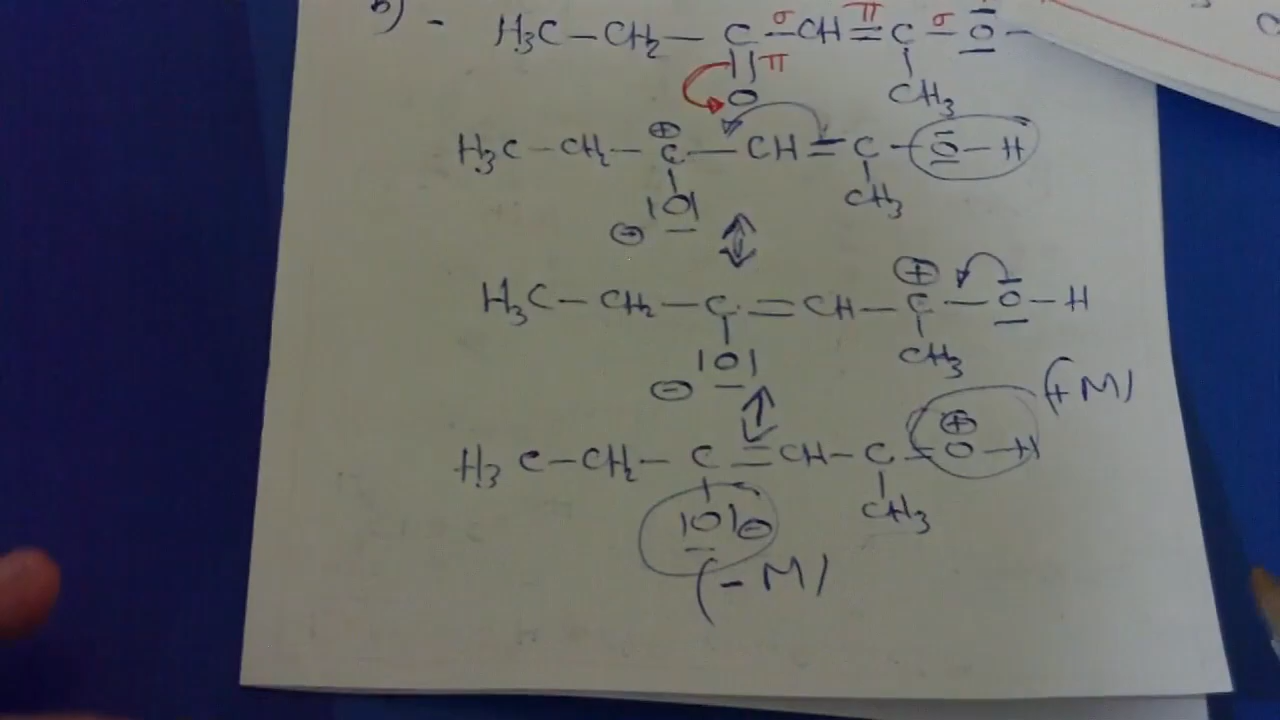 b) - H₃C – CH₂ – C – CH = C – O̲̅ –
σ π σ
π
O CH₃
H₃C – CH₂ – C – CH = C – O̲̅ – H
⊕
|O̲| CH₃
⊖
H₃C – CH₂ – C = CH – C – O̲̅ – H
⊕
|O̲| CH₃
⊖
(+M)
H₃C – CH₂ – C = CH – C = O – H
⊕
|O̲| ⊖ CH₃
(-M)